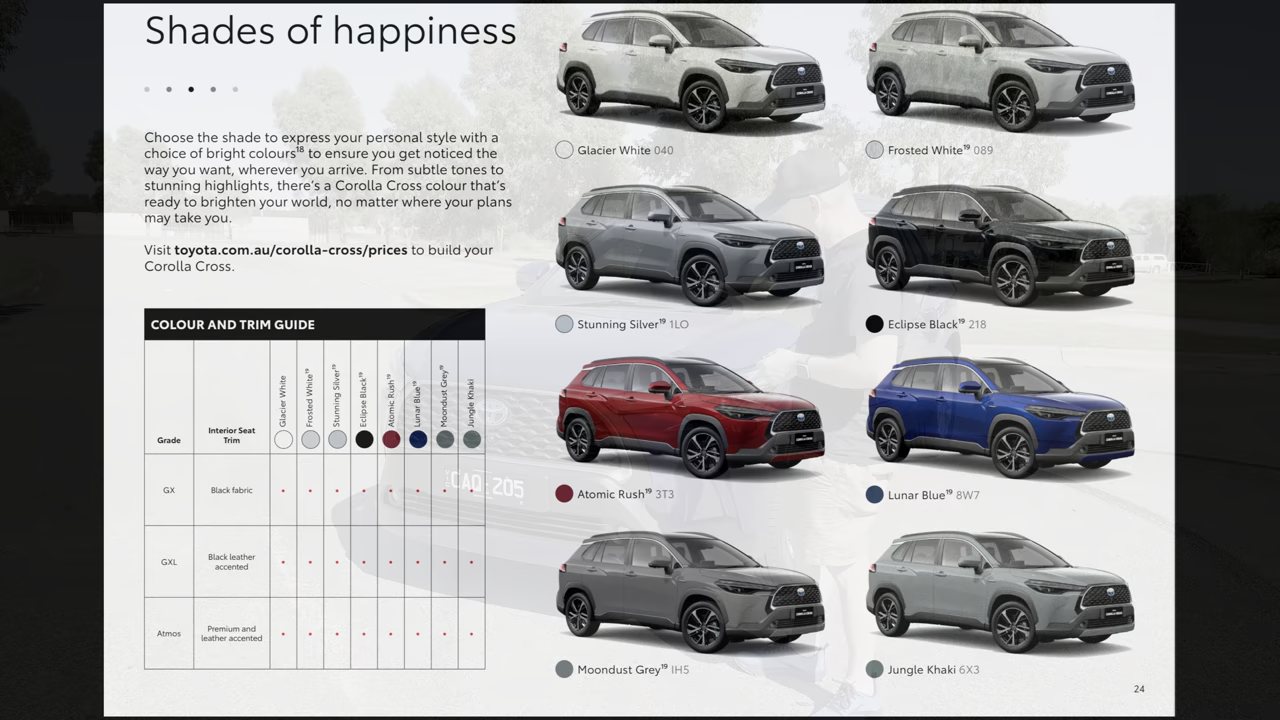 Shades of happiness
Choose the shade to express your personal style with a
choice of bright colours¹⁸ to ensure you get noticed the
way you want, wherever you arrive. From subtle tones to
stunning highlights, there's a Corolla Cross colour that's
ready to brighten your world, no matter where your plans
may take you.
Visit toyota.com.au/corolla-cross/prices to build your
Corolla Cross.
COLOUR AND TRIM GUIDE
Grade
Interior Seat
Trim
Glacier White
Frosted White¹⁹
Stunning Silver¹⁹
Eclipse Black¹⁹
Atomic Rush¹⁹
Lunar Blue¹⁹
Moondust Grey¹⁹
Jungle Khaki
GX
Black fabric
GXL
Black leather
accented
Atmos
Premium and
leather accented
Glacier White 040
Frosted White¹⁹ 089
Stunning Silver¹⁹ 1LO
Eclipse Black¹⁹ 218
Atomic Rush¹⁹ 3T3
Lunar Blue¹⁹ 8W7
Moondust Grey¹⁹ IH5
Jungle Khaki 6X3
24